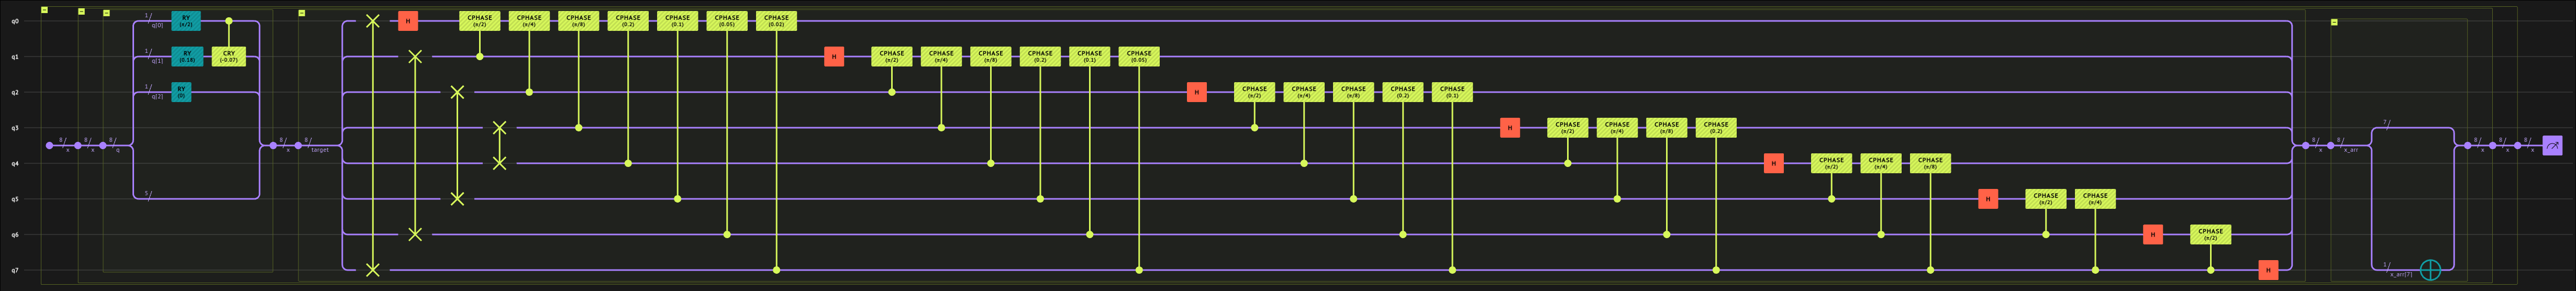 q0 1/ q[0] RY (π/2) H CPHASE (π/2) CPHASE (π/4) CPHASE (π/8) CPHASE (0.2) CPHASE (0.1) CPHASE (0.05) CPHASE (0.02)
q1 1/ q[1] RY (0.18) CRY (-0.07) H CPHASE (π/2) CPHASE (π/4) CPHASE (π/8) CPHASE (0.2) CPHASE (0.1) CPHASE (0.05)
q2 1/ q[2] RY (0) H CPHASE (π/2) CPHASE (π/4) CPHASE (π/8) CPHASE (0.2) CPHASE (0.1)
q3 H CPHASE (π/2) CPHASE (π/4) CPHASE (π/8) CPHASE (0.2) 7/
8/ x 8/ x 8/ q 8/ x 8/ target 8/ x 8/ x_arr 8/ x 8/ x 8/ x
q4 H CPHASE (π/2) CPHASE (π/4) CPHASE (π/8)
q5 5/ H CPHASE (π/2) CPHASE (π/4)
q6 H CPHASE (π/2)
q7 H 1/ x_arr[7]